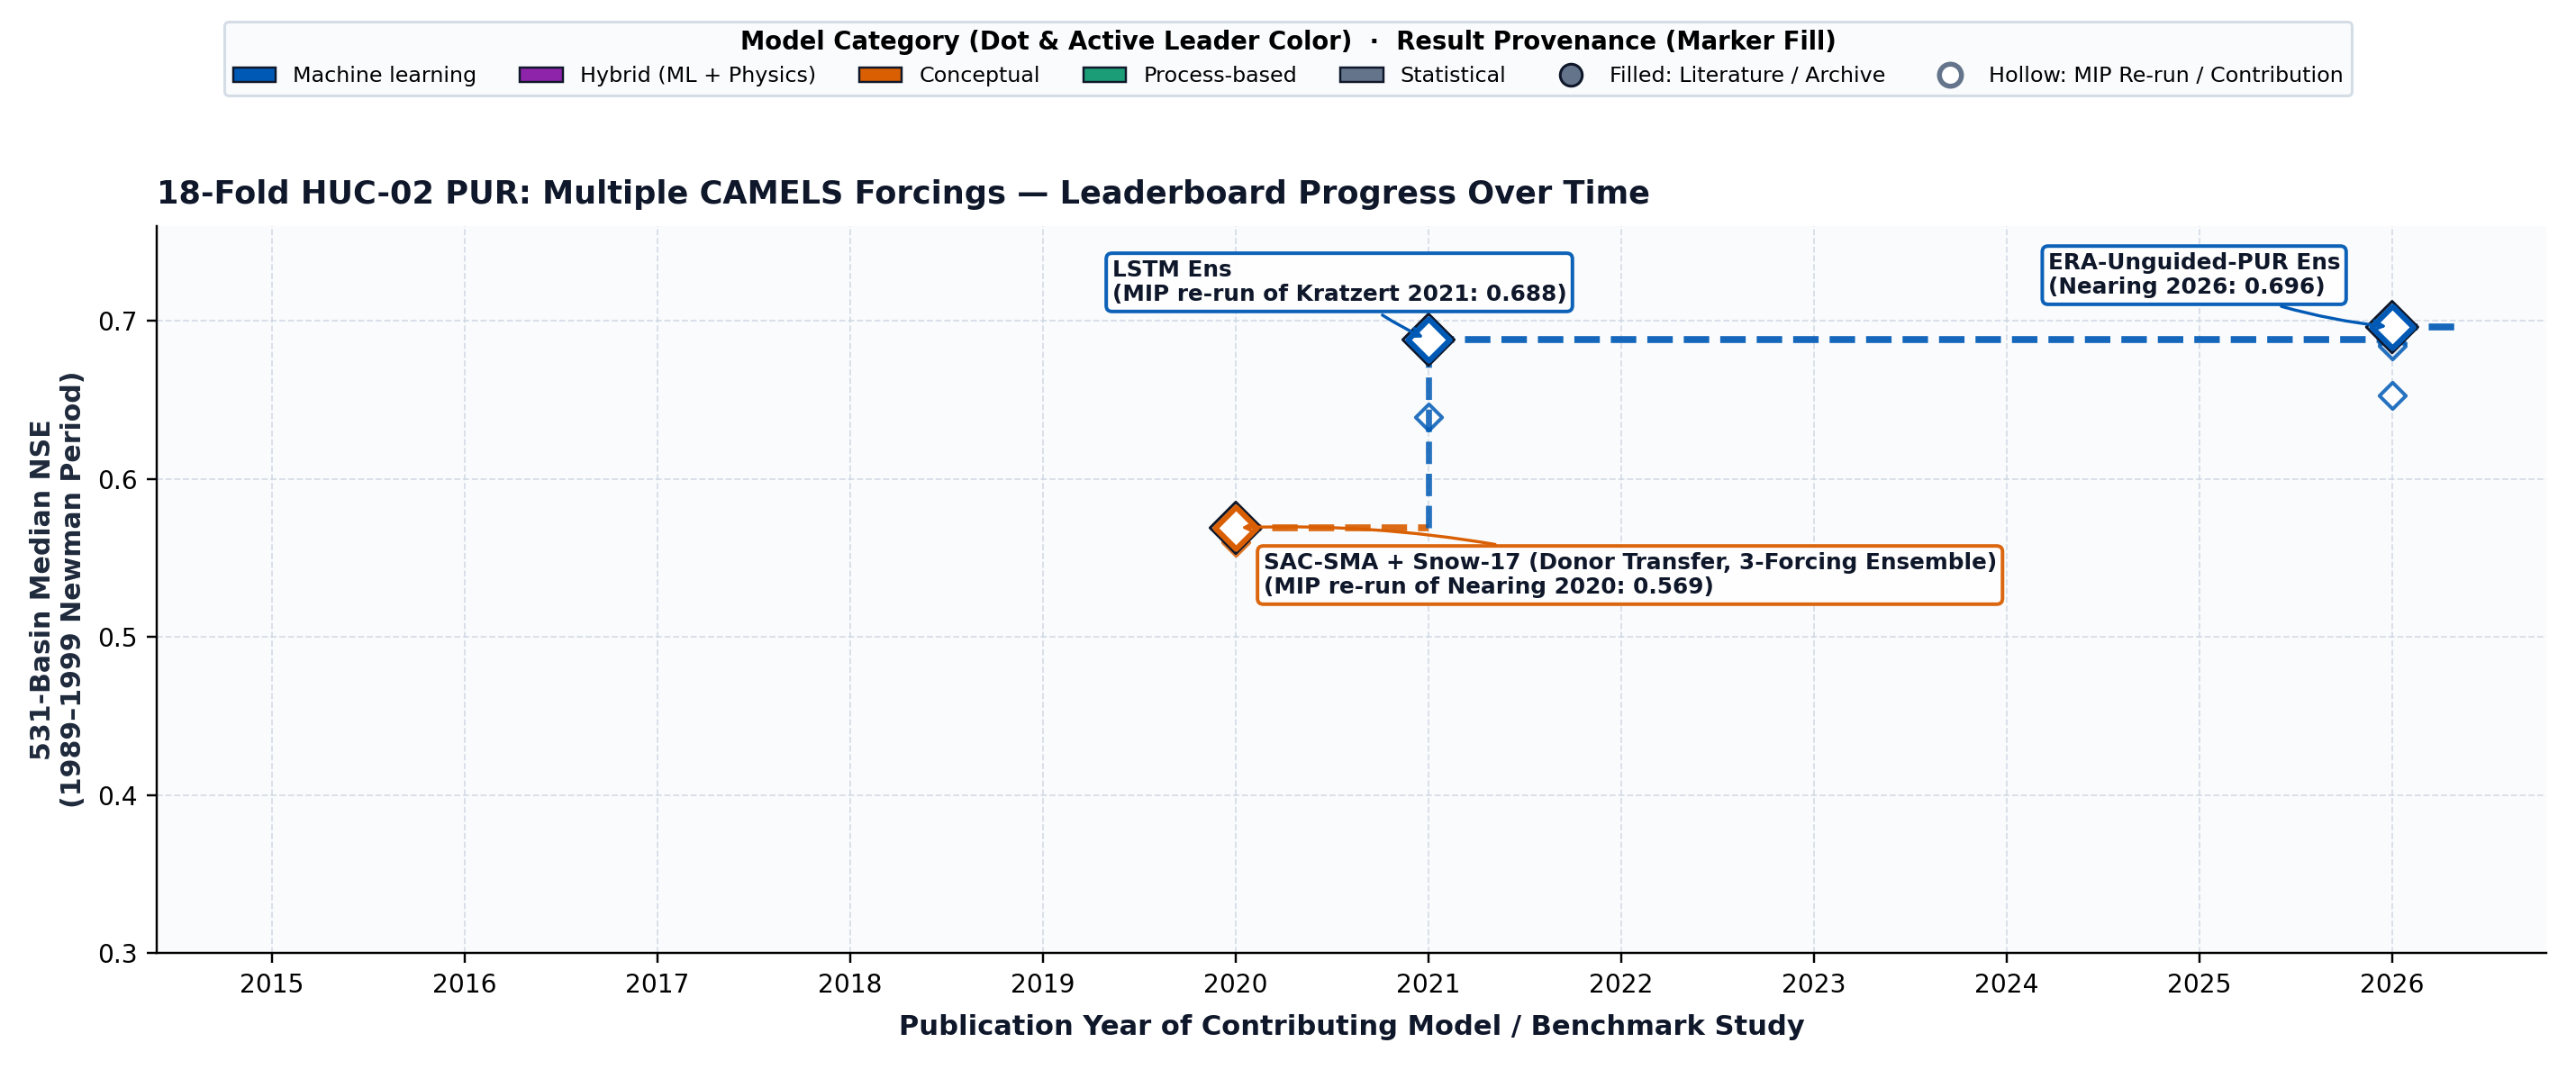 Model Category (Dot & Active Leader Color)  ·  Result Provenance (Marker Fill)
Machine learning
Hybrid (ML + Physics)
Conceptual
Process-based
Statistical
Filled: Literature / Archive
Hollow: MIP Re-run / Contribution
18-Fold HUC-02 PUR: Multiple CAMELS Forcings — Leaderboard Progress Over Time
LSTM Ens
(MIP re-run of Kratzert 2021: 0.688)
ERA-Unguided-PUR Ens
(Nearing 2026: 0.696)
SAC-SMA + Snow-17 (Donor Transfer, 3-Forcing Ensemble)
(MIP re-run of Nearing 2020: 0.569)
531-Basin Median NSE
(1989–1999 Newman Period)
0.7
0.6
0.5
0.4
0.3
2015
2016
2017
2018
2019
2020
2021
2022
2023
2024
2025
2026
Publication Year of Contributing Model / Benchmark Study